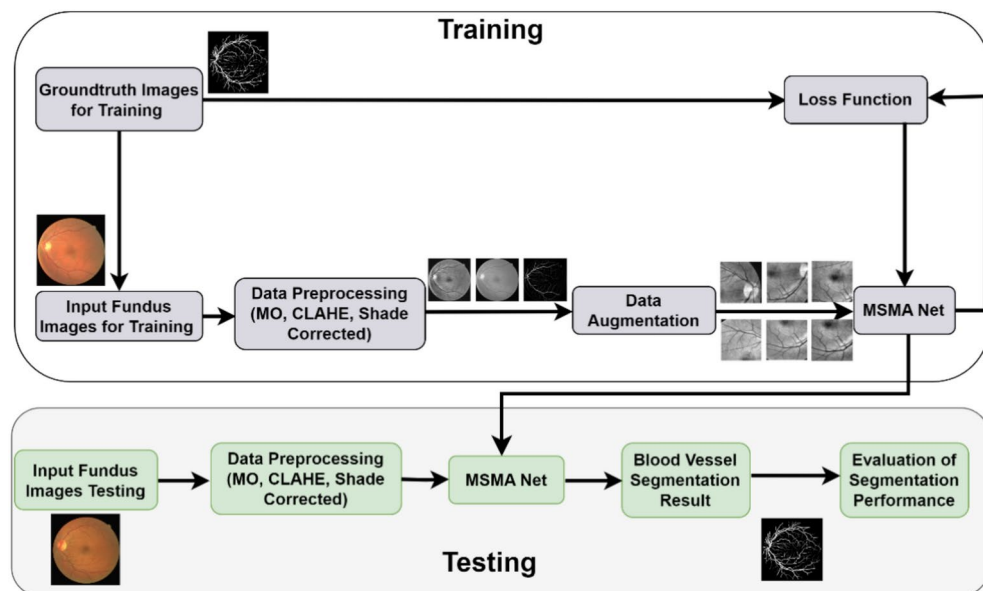 Training
Groundtruth Images
for Training
Loss Function
Input Fundus
Images for Training
Data Preprocessing
(MO, CLAHE, Shade
Corrected)
Data
Augmentation
MSMA Net
Input Fundus
Images Testing
Data Preprocessing
(MO, CLAHE, Shade
Corrected)
MSMA Net
Blood Vessel
Segmentation
Result
Evaluation of
Segmentation
Performance
Testing